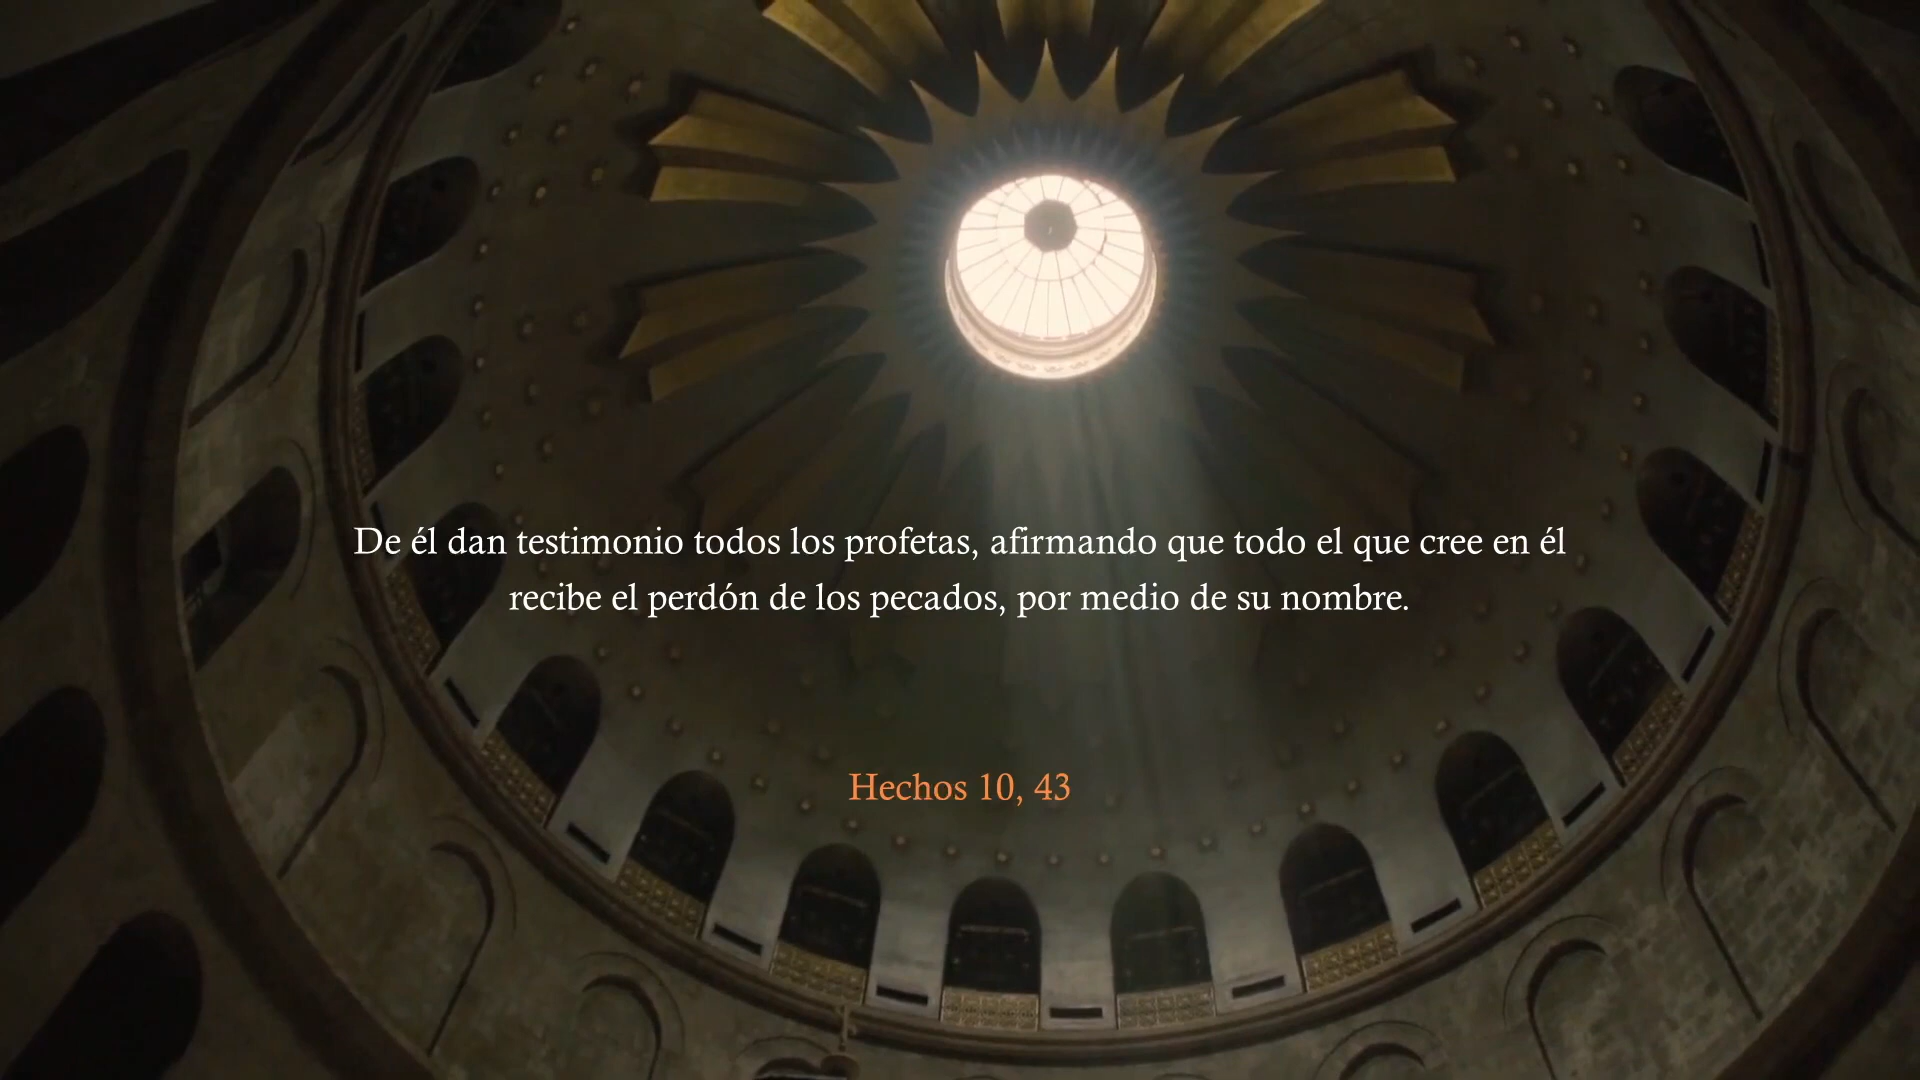 De él dan testimonio todos los profetas, afirmando que todo el que cree en él
recibe el perdón de los pecados, por medio de su nombre.
Hechos 10, 43